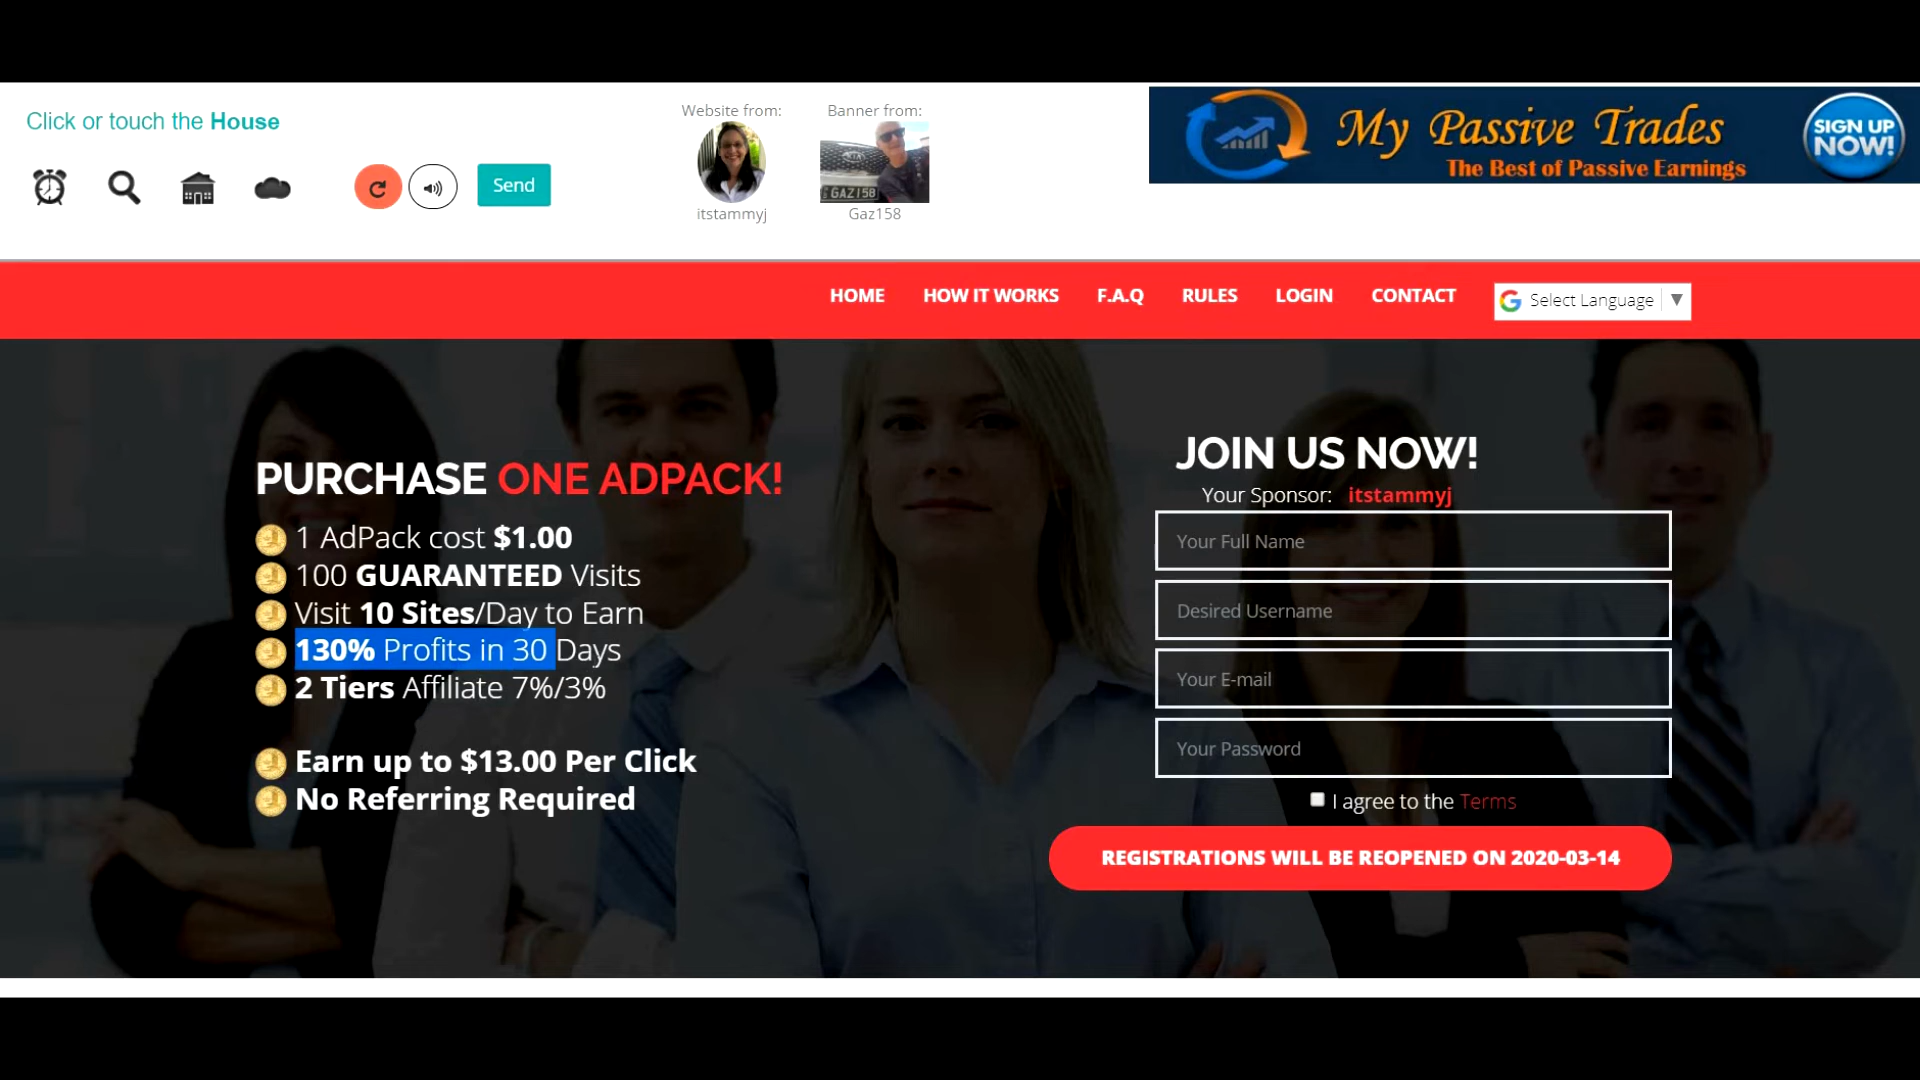 Click or touch the House
Send
Website from:
itstammyj
Banner from:
GAZ158
Gaz158
My Passive Trades
The Best of Passive Earnings
SIGN UP
NOW!
HOME
HOW IT WORKS
F.A.Q
RULES
LOGIN
CONTACT
Select Language
PURCHASE ONE ADPACK!
1 AdPack cost $1.00
100 GUARANTEED Visits
Visit 10 Sites/Day to Earn
130% Profits in 30 Days
2 Tiers Affiliate 7%/3%
Earn up to $13.00 Per Click
No Referring Required
JOIN US NOW!
Your Sponsor: itstammyj
Your Full Name
Desired Username
Your E-mail
Your Password
I agree to the Terms
REGISTRATIONS WILL BE REOPENED ON 2020-03-14